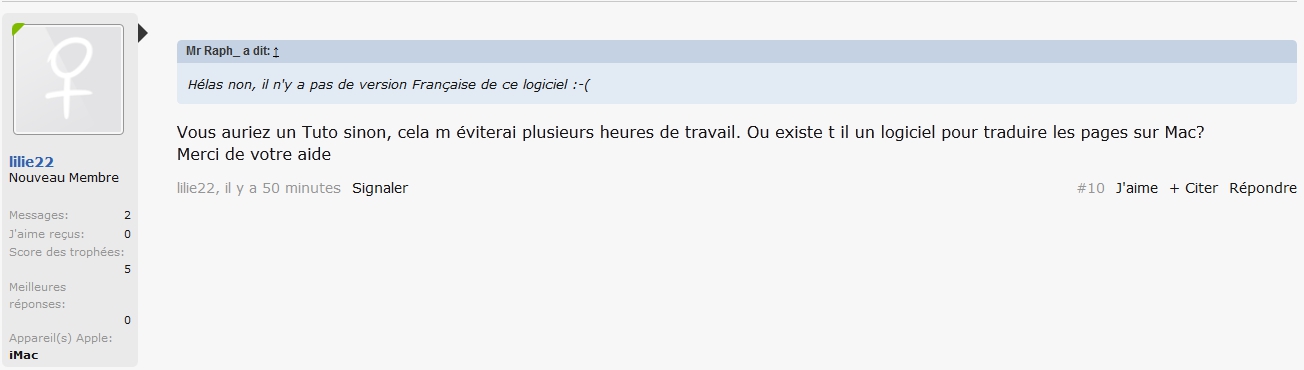 lilie22
Nouveau Membre
Messages: 2
J'aime reçus: 0
Score des trophées:
5
Meilleures
réponses:
0
Appareil(s) Apple:
iMac
Mr Raph_ a dit: ↑
Hélas non, il n'y a pas de version Française de ce logiciel :-(
Vous auriez un Tuto sinon, cela m éviterai plusieurs heures de travail. Ou existe t il un logiciel pour traduire les pages sur Mac?
Merci de votre aide
lilie22, il y a 50 minutes Signaler #10 J'aime + Citer Répondre